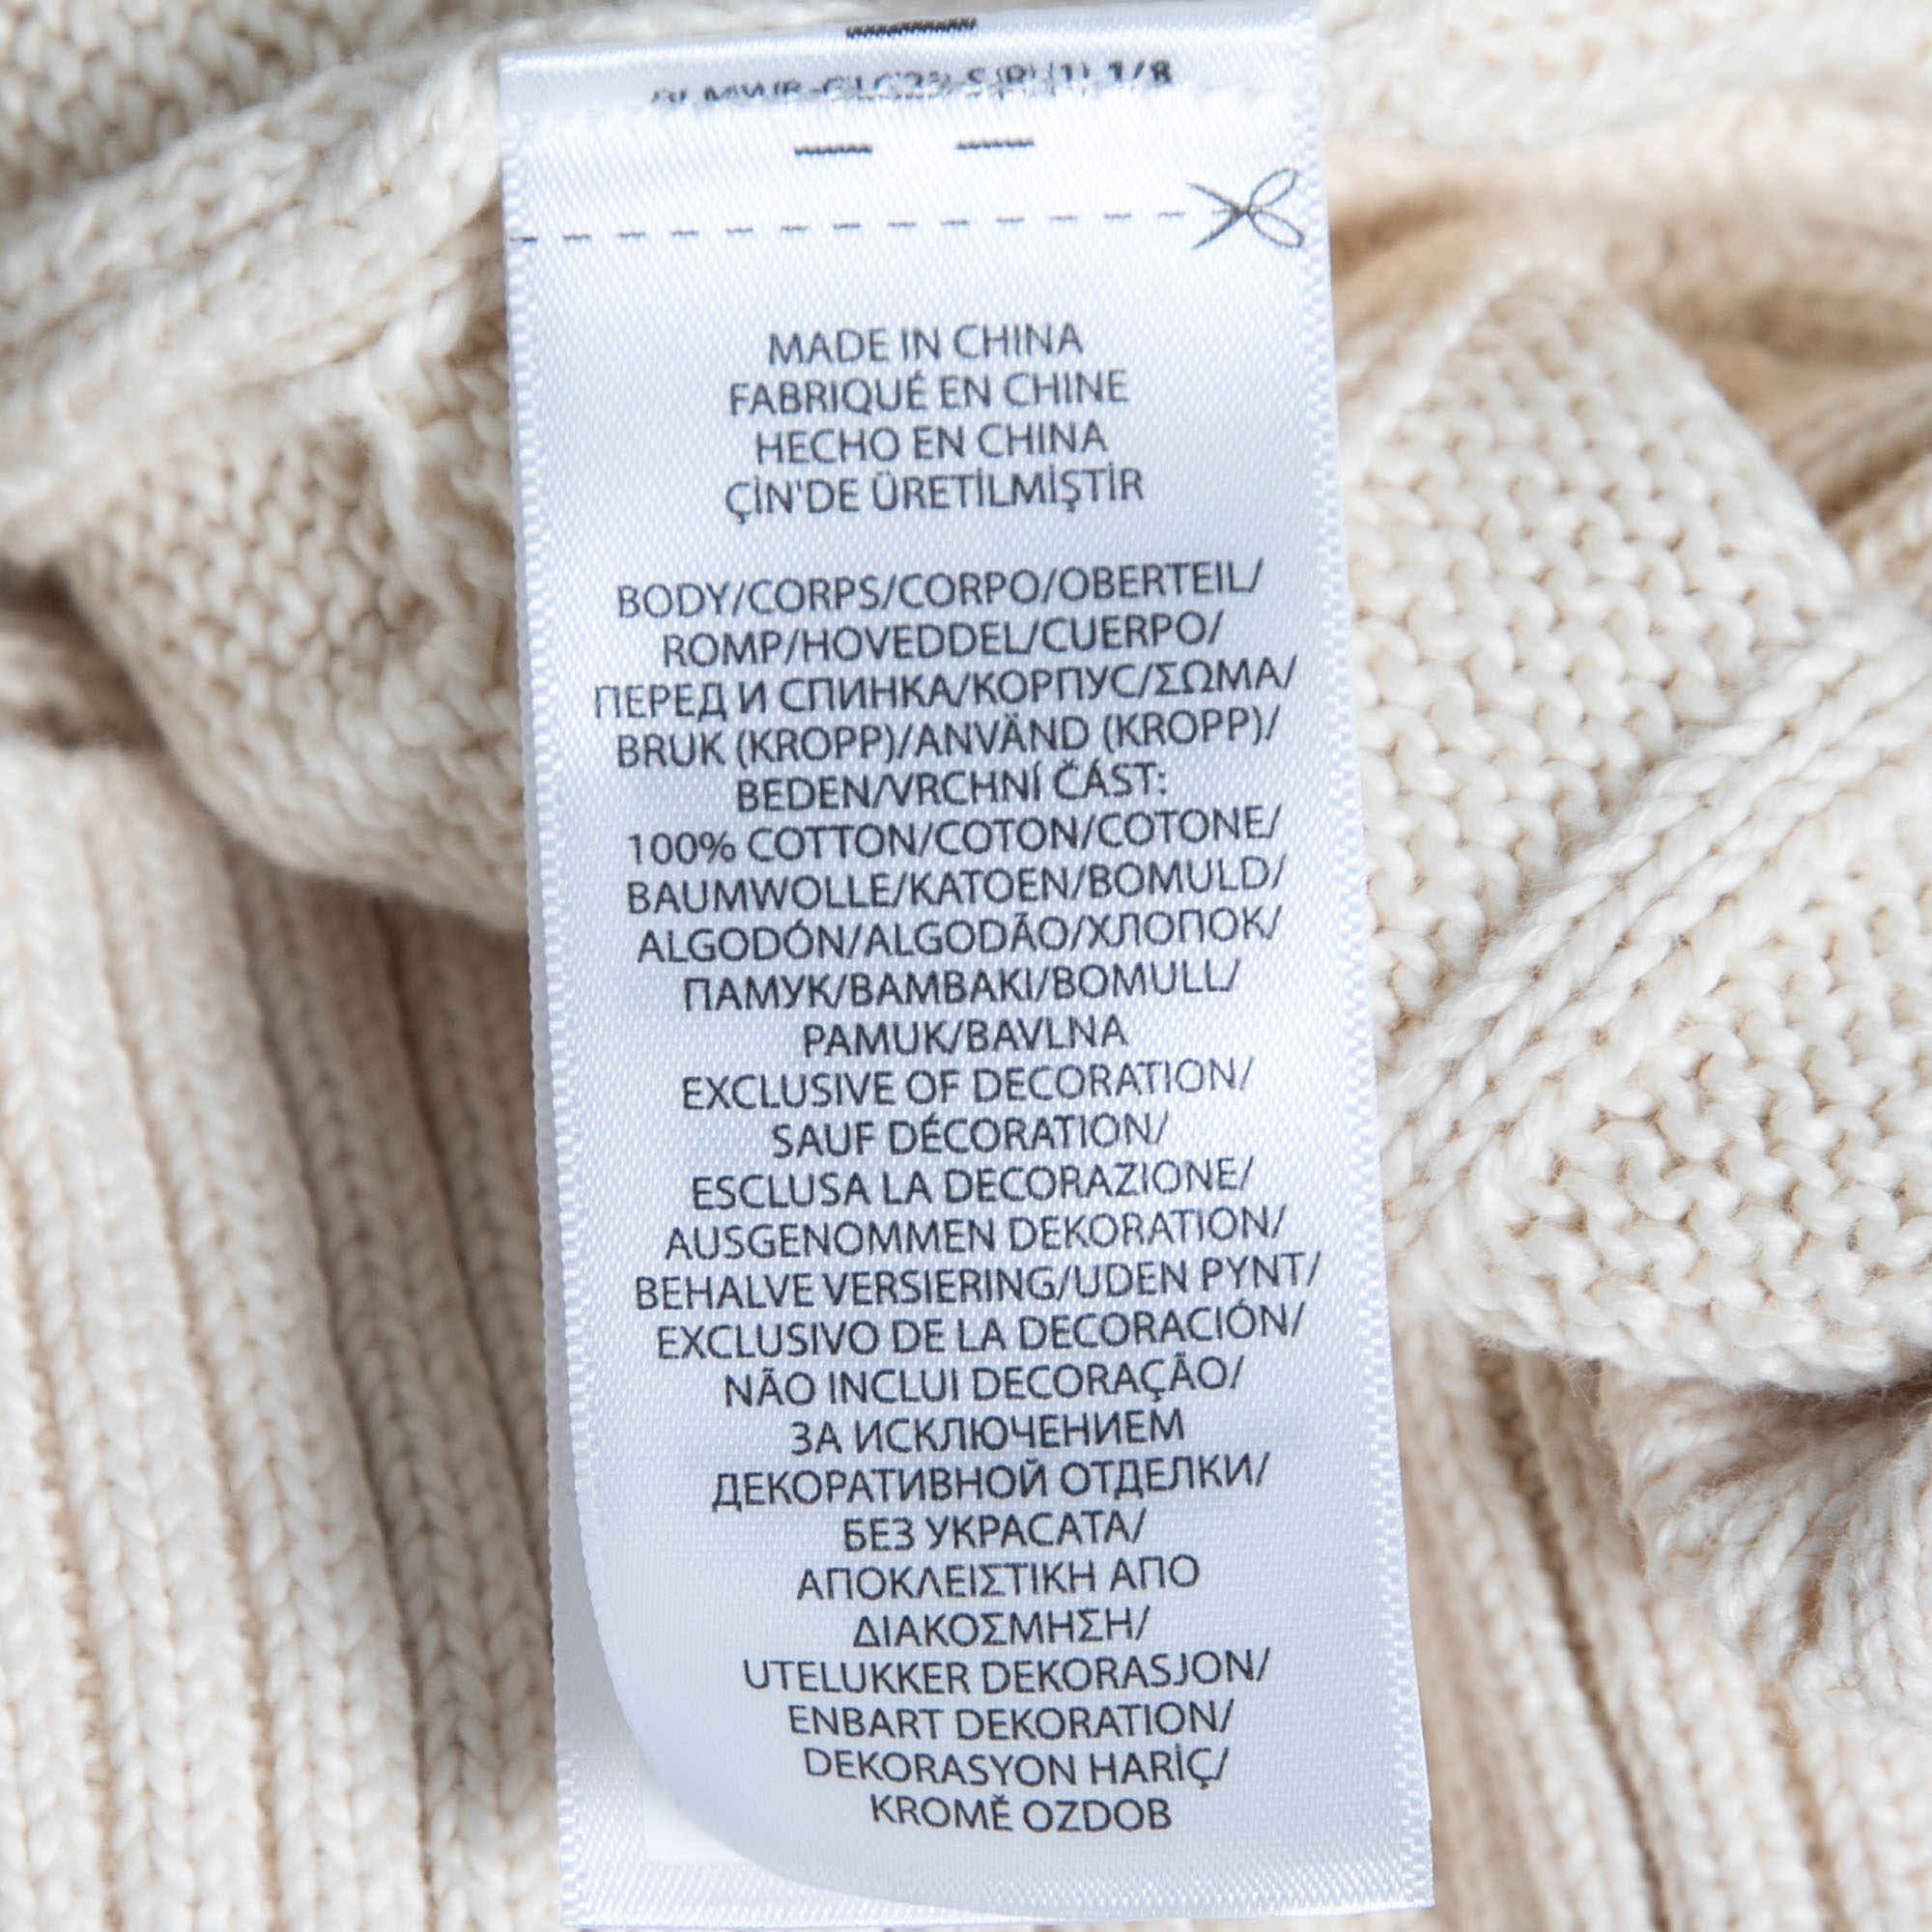 1/8
MADE IN CHINA
FABRIQUÉ EN CHINE
HECHO EN CHINA
ÇİN'DE ÜRETİLMİŞTİR
BODY/CORPS/CORPO/OBERTEIL/
ROMP/HOVEDDEL/CUERPO/
ПЕРЕД И СПИНКА/КОРПУС/ΣΩΜΑ/
BRUK (KROPP)/ANVÄND (KROPP)/
BEDEN/VRCHNÍ ČÁST:
100% COTTON/COTON/COTONE/
BAUMWOLLE/KATOEN/BOMULD/
ALGODÓN/ALGODÃO/ХЛОПОК/
ПАМУК/ΒΑΜΒΑΚΙ/BOMULL/
PAMUK/BAVLNA
EXCLUSIVE OF DECORATION/
SAUF DÉCORATION/
ESCLUSA LA DECORAZIONE/
AUSGENOMMEN DEKORATION/
BEHALVE VERSIERING/UDEN PYNT/
EXCLUSIVO DE LA DECORACIÓN/
NÃO INCLUI DECORAÇÃO/
ЗА ИСКЛЮЧЕНИЕМ
ДЕКОРАТИВНОЙ ОТДЕЛКИ/
БЕЗ УКРАСАТА/
ΑΠΟΚΛΕΙΣΤΙΚΗ ΑΠΟ
ΔΙΑΚΟΣΜΗΣΗ/
UTELUKKER DEKORASJON/
ENBART DEKORATION/
DEKORASYON HARİÇ/
KROMĚ OZDOB